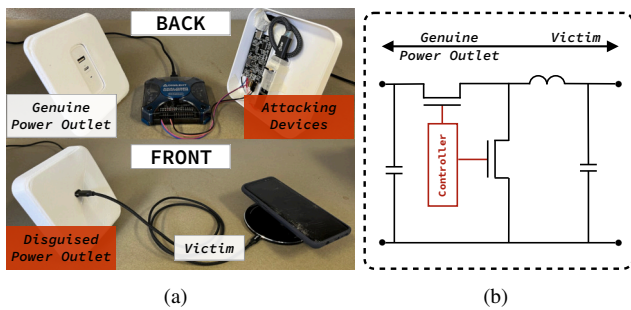 BACK
Genuine
Power Outlet
Attacking
Devices
FRONT
Disguised
Power Outlet
Victim
(a)
Genuine
Power Outlet
Victim
Controller
(b)